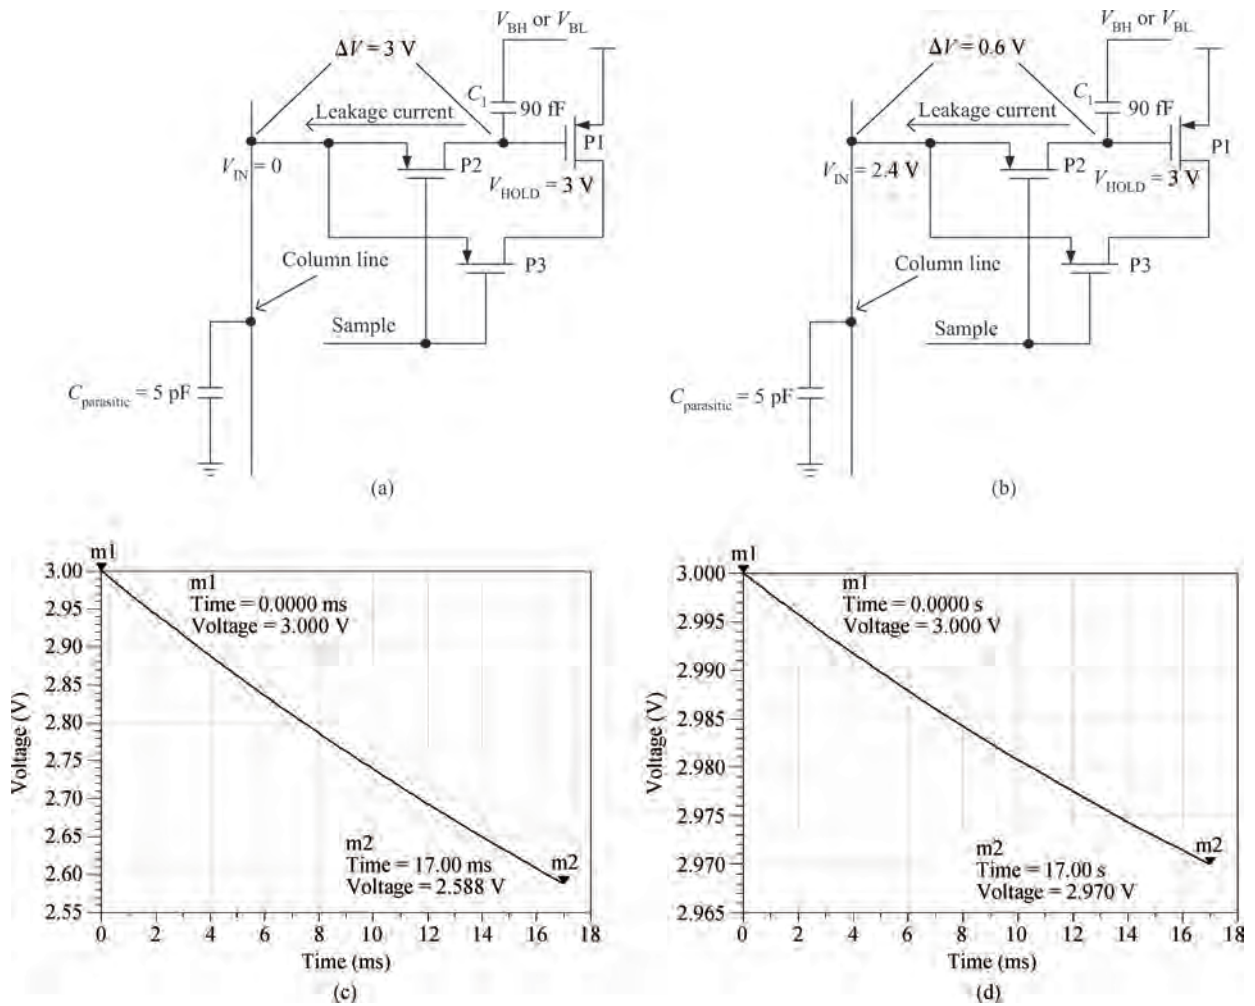 V_BH or V_BL
ΔV = 3 V
C_1
90 fF
Leakage current
P1
V_IN = 0
P2
V_HOLD = 3 V
Column line
P3
Sample
C_parasitic = 5 pF
(a)
V_BH or V_BL
ΔV = 0.6 V
C_1
90 fF
Leakage current
P1
V_IN = 2.4 V
P2
V_HOLD = 3 V
Column line
P3
Sample
C_parasitic = 5 pF
(b)
m1
3.00
2.95
2.90
2.85
2.80
2.75
2.70
2.65
2.60
2.55
Voltage (V)
m1
Time = 0.0000 ms
Voltage = 3.000 V
m2
Time = 17.00 ms
Voltage = 2.588 V
m2
0 2 4 6 8 10 12 14 16 18
Time (ms)
(c)
m1
3.000
2.995
2.990
2.985
2.980
2.975
2.970
2.965
Voltage (V)
m1
Time = 0.0000 s
Voltage = 3.000 V
m2
Time = 17.00 s
Voltage = 2.970 V
m2
0 2 4 6 8 10 12 14 16 18
Time (ms)
(d)